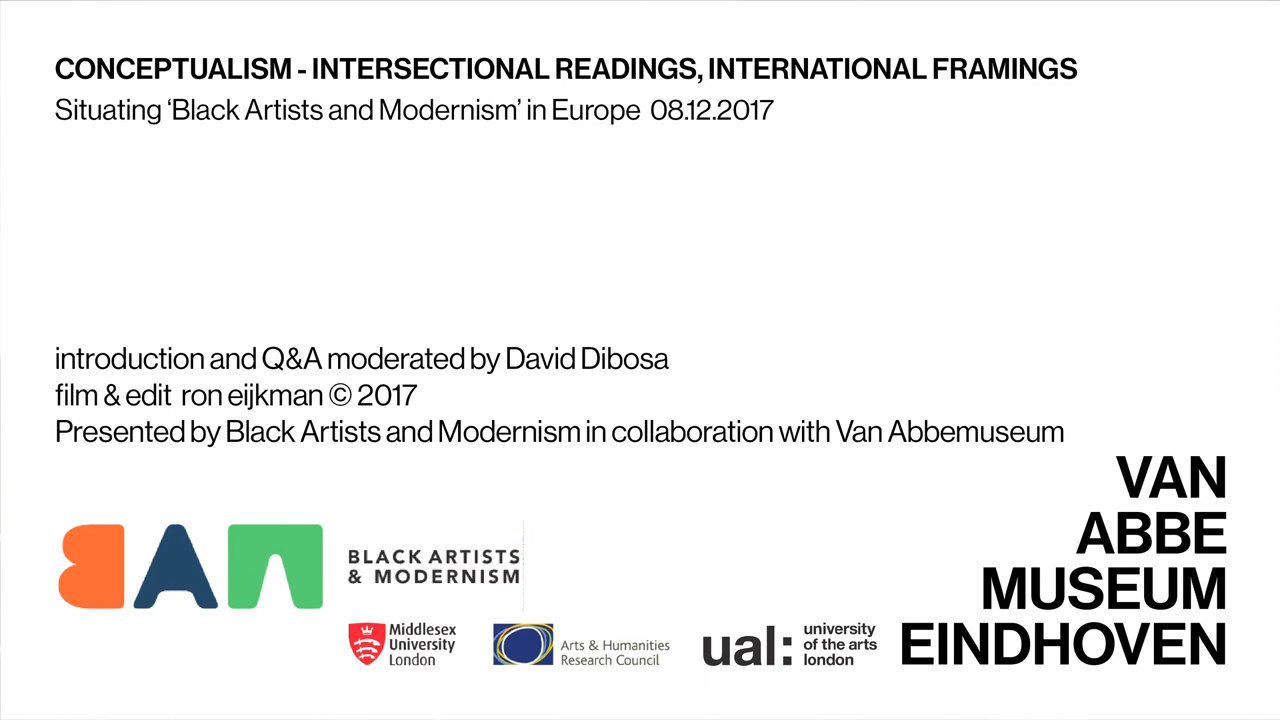 CONCEPTUALISM - INTERSECTIONAL READINGS, INTERNATIONAL FRAMINGS
Situating ‘Black Artists and Modernism’ in Europe 08.12.2017
introduction and Q&A moderated by David Dibosa
film & edit ron eijkman © 2017
Presented by Black Artists and Modernism in collaboration with Van Abbemuseum
VAN
ABBE
MUSEUM
EINDHOVEN
BAM
BLACK ARTISTS
& MODERNISM
Middlesex
University
London
Arts & Humanities
Research Council
ual:
university
of the arts
london